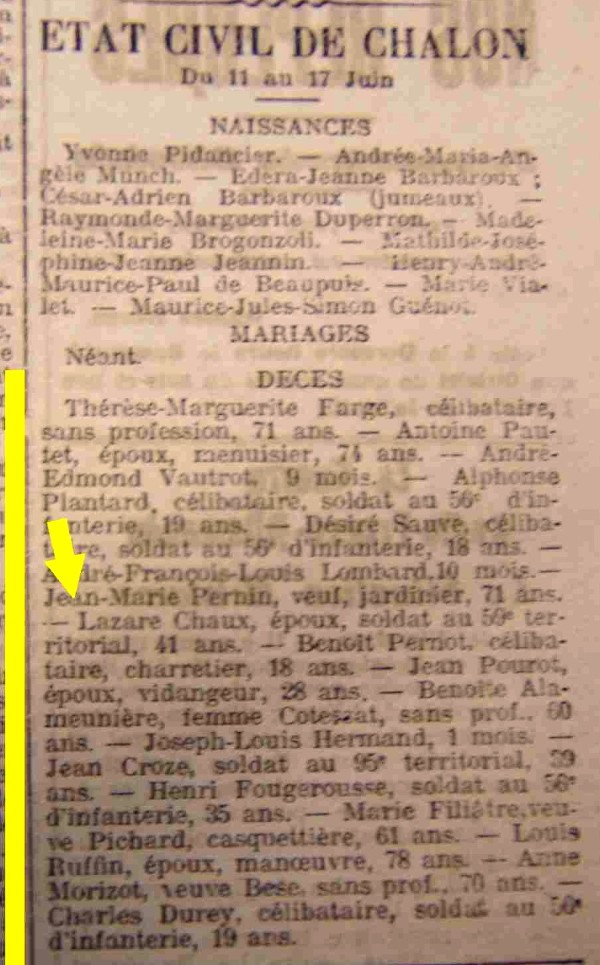 ETAT CIVIL DE CHALON
Du 11 au 17 Juin
NAISSANCES
Yvonne Pidancier. — Andrée-Maria-An-
gèle Munch. — Edera-Jeanne Barbaroux ;
César-Adrien Barbaroux (jumeaux). —
Raymonde-Marguerite Duperron. — Made-
leine-Marie Brogonzoli. — Mathilde-José-
phine-Jeanne Jeannin. — Henry-André-
Maurice-Paul de Beaupuis. — Marie Via-
let. — Maurice-Jules-Simon Guénot.
MARIAGES
Néant.
DECES
Thérèse-Marguerite Farge, célibataire,
sans profession, 71 ans. — Antoine Pau-
tet, époux, menuisier, 74 ans. — André-
Edmond Vautrot, 9 mois. — Alphonse
Plantard, célibataire, soldat au 56e d'in-
fanterie, 19 ans. — Désiré Sauve, céliba-
taire, soldat au 56e d'infanterie, 18 ans. —
André-François-Louis Lombard, 10 mois. —
Jean-Marie Pernin, veuf, jardinier, 71 ans.
— Lazare Chaux, époux, soldat au 59e ter-
ritorial, 41 ans. — Benoît Pernot, céliba-
taire, charretier, 18 ans. — Jean Pourot,
époux, vidangeur, 28 ans. — Benoîte Ala-
meunière, femme sans prof., 60
ans. — Joseph-Louis Hermand, 1 mois. —
Jean Croze, soldat au 95e territorial, 39
ans. — Henri Fougerousse, soldat au 56e
d'infanterie, 35 ans. — Marie Filiâtre, veu-
ve Pichard, casquettière, 61 ans. — Louis
Ruffin, époux, manœuvre, 78 ans. — Anne
Morizot, veuve Bese, sans prof., 70 ans. —
Charles Durey, célibataire, soldat au 56e
d'infanterie, 19 ans.